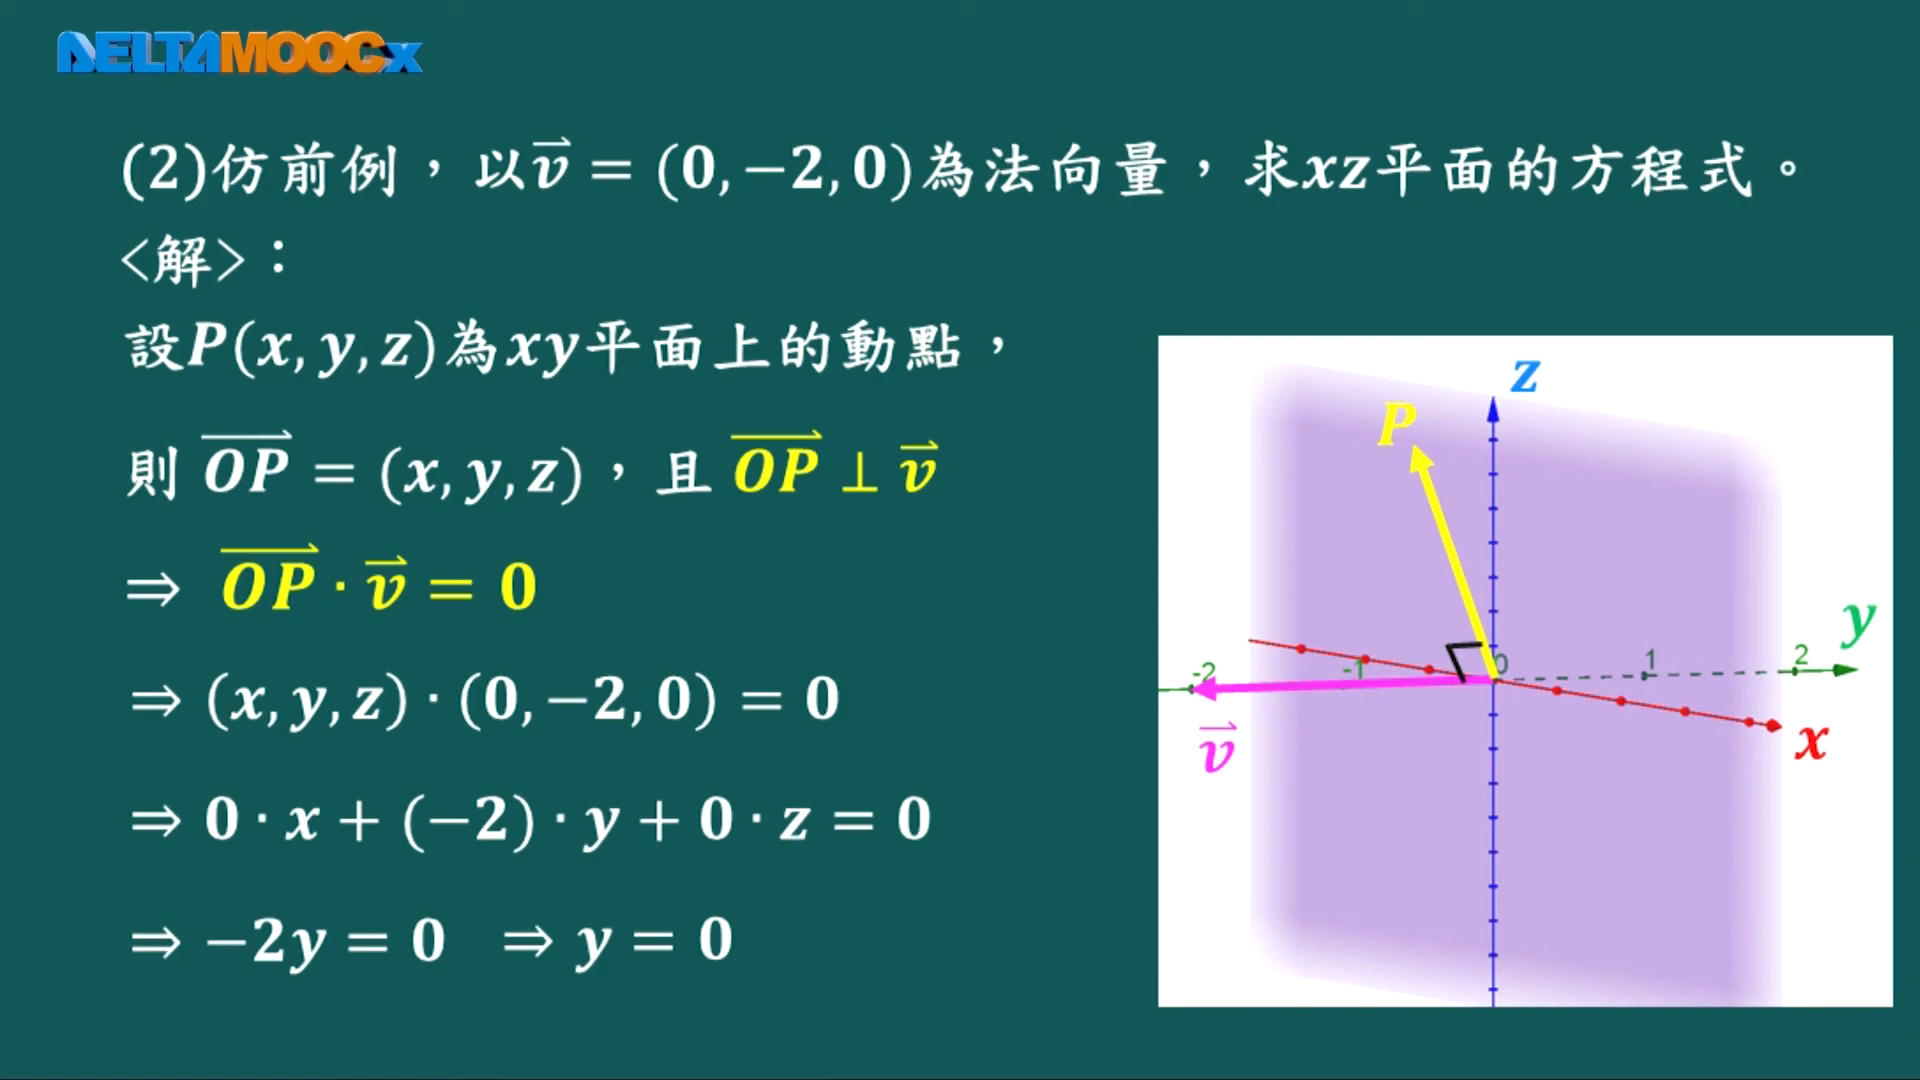 DELTAMOOCx
(2)仿前例，以v⃗ = (0, −2, 0)為法向量，求xz平面的方程式。
<解>：
設P(x, y, z)為xy平面上的動點，
則 OP⃗ = (x, y, z)，且 OP⃗ ⊥ v⃗
⇒ OP⃗ · v⃗ = 0
⇒ (x, y, z) · (0, −2, 0) = 0
⇒ 0 · x + (−2) · y + 0 · z = 0
⇒ −2y = 0 ⇒ y = 0
z
P
y
-2 -1 0 1 2
v⃗
x